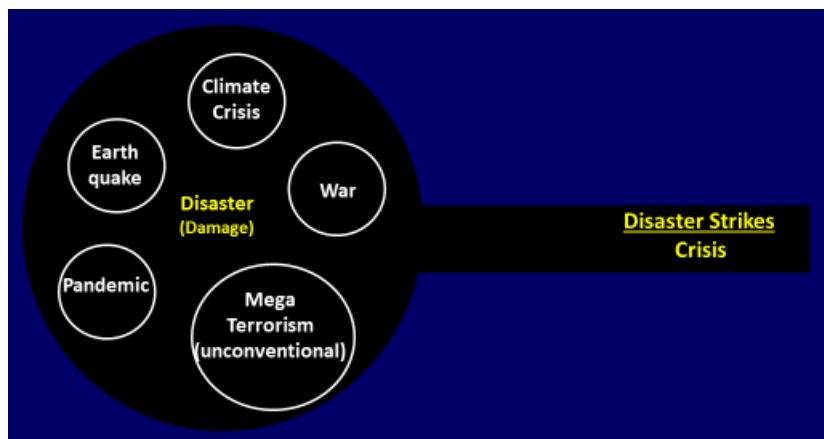 Climate
Crisis
Earth
quake
War
Disaster
(Damage)
Disaster Strikes
Crisis
Pandemic
Mega
Terrorism
(unconventional)